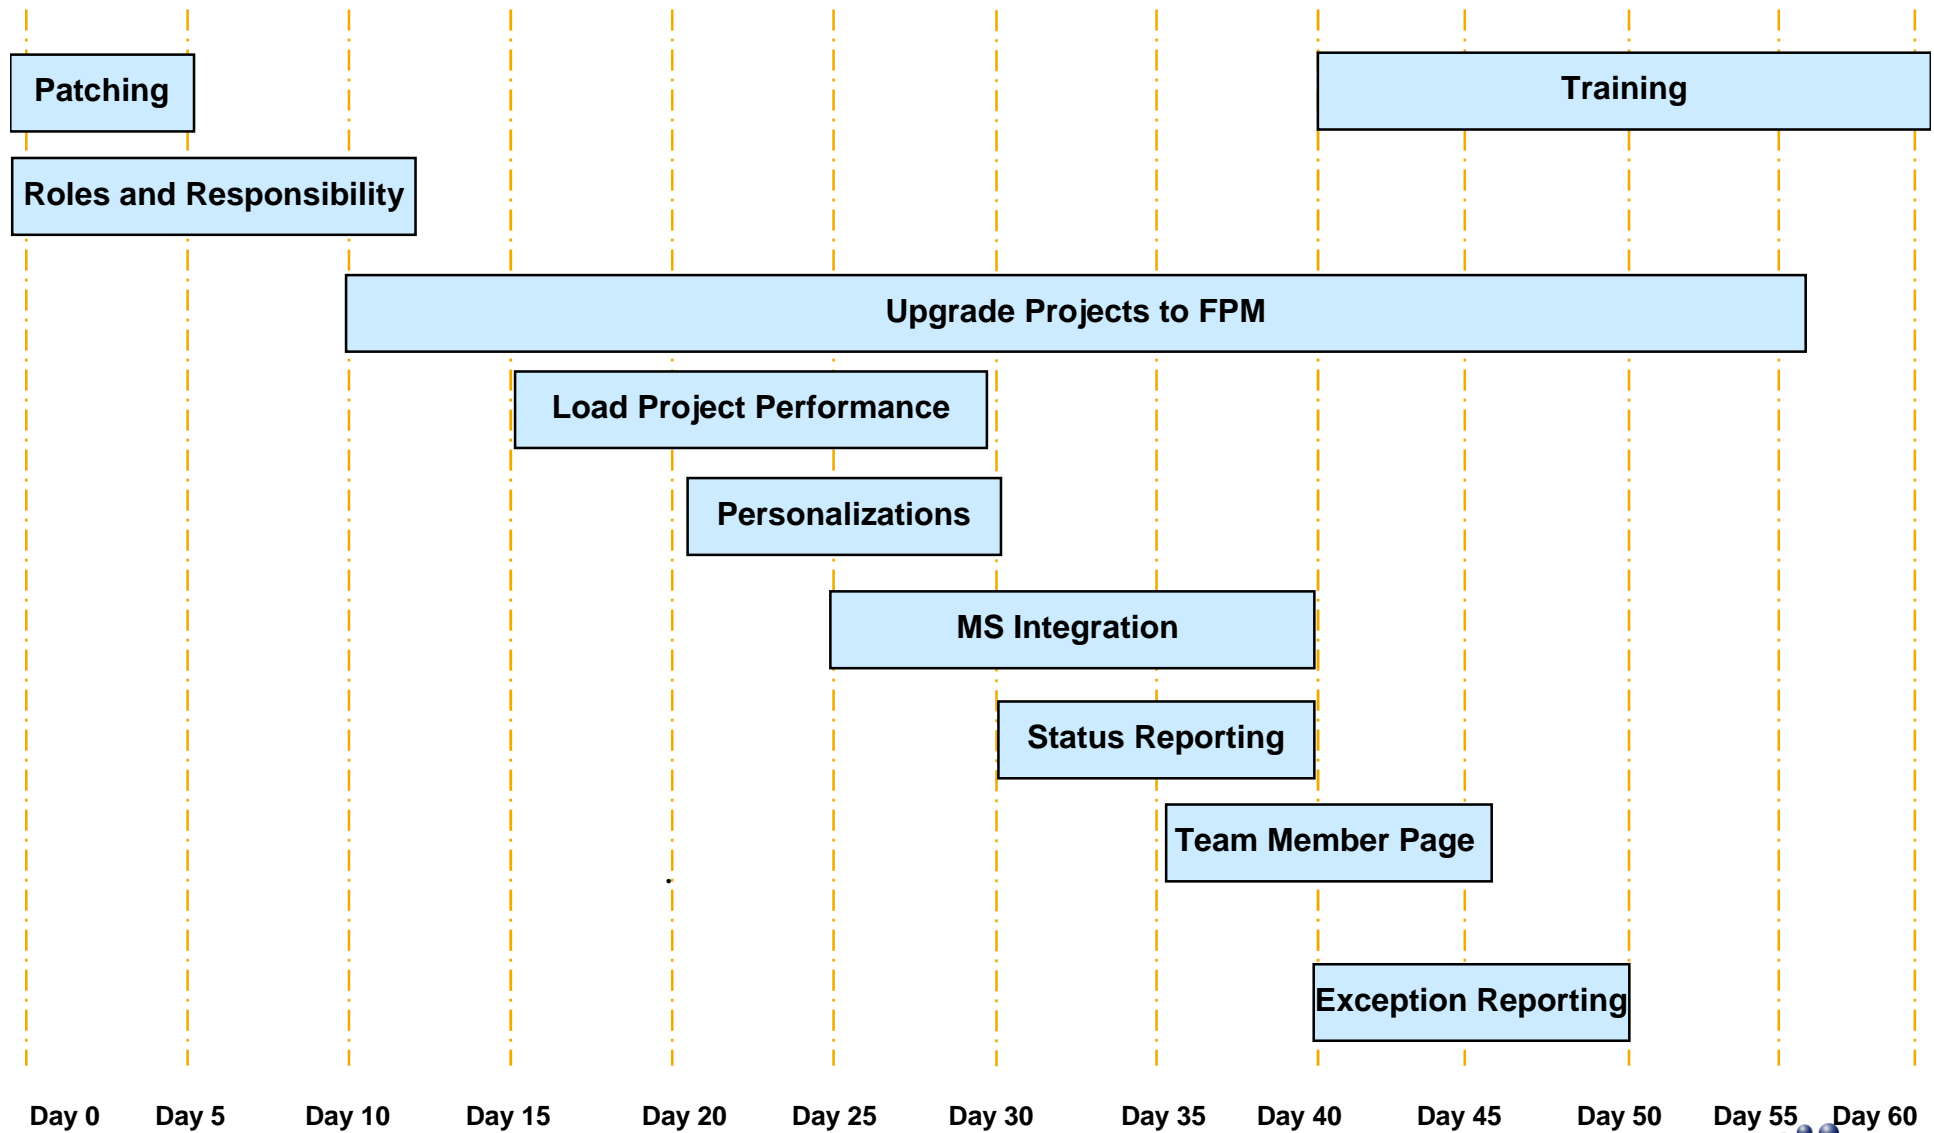 Patching
Training
Roles and Responsibility
Upgrade Projects to FPM
Load Project Performance
Personalizations
MS Integration
Status Reporting
Team Member Page
.
Exception Reporting
Day 0 Day 5 Day 10 Day 15 Day 20 Day 25 Day 30 Day 35 Day 40 Day 45 Day 50 Day 55 Day 60